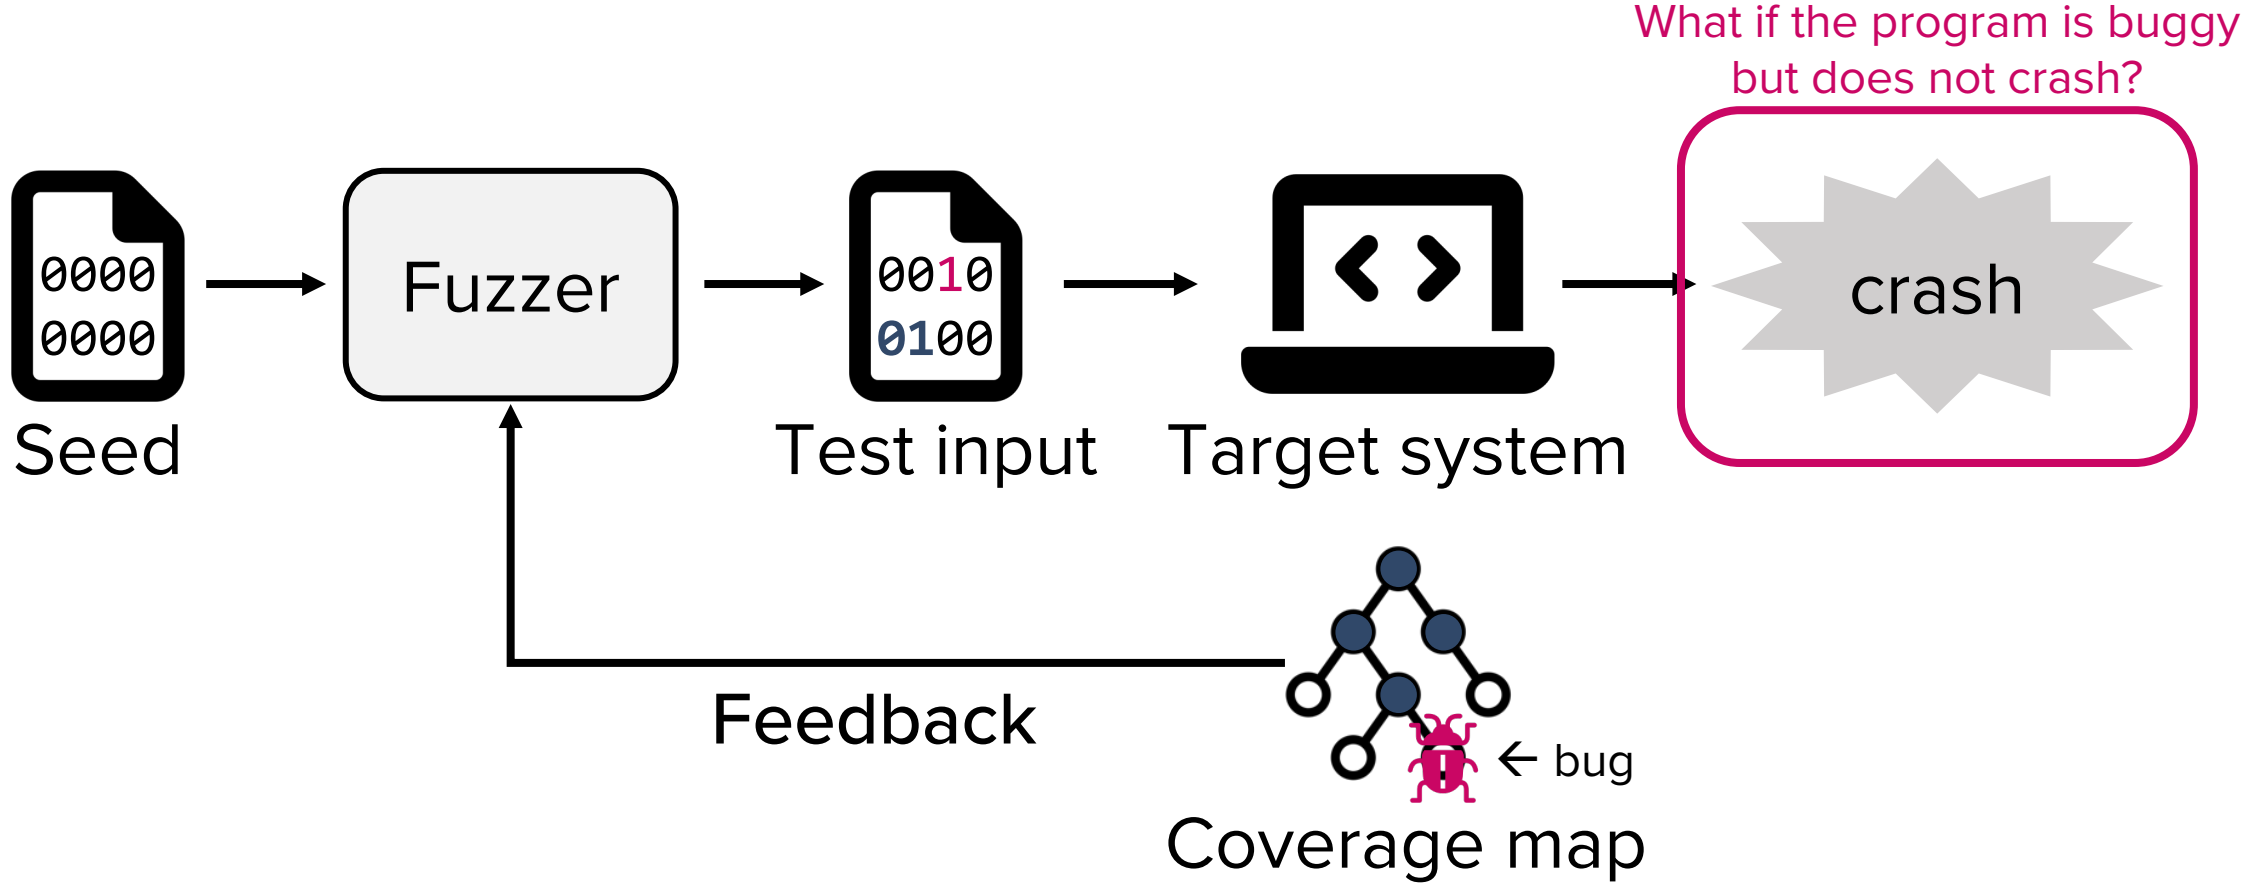 What if the program is buggy
but does not crash?
0000
0000
Seed
Fuzzer
0010
0100
Test input
Target system
crash
Feedback
← bug
Coverage map